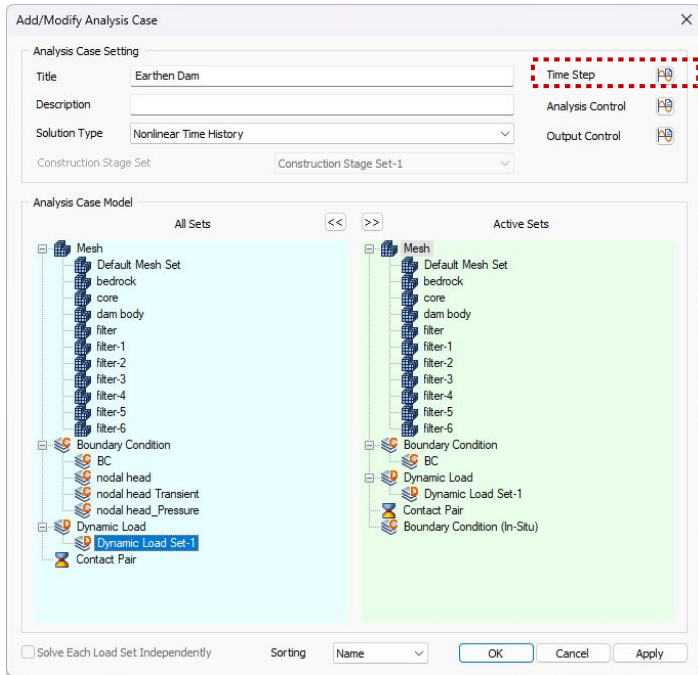 Add/Modify Analysis Case
Analysis Case Setting
Title
Earthen Dam
Time Step
Description
Analysis Control
Solution Type
Nonlinear Time History
Output Control
Construction Stage Set
Construction Stage Set-1
Analysis Case Model
All Sets
<<
>>
Active Sets
Mesh
Default Mesh Set
bedrock
core
dam body
filter
filter-1
filter-2
filter-3
filter-4
filter-5
filter-6
Boundary Condition
BC
nodal head
nodal head Transient
nodal head_Pressure
Dynamic Load
Dynamic Load Set-1
Contact Pair
Mesh
Default Mesh Set
bedrock
core
dam body
filter
filter-1
filter-2
filter-3
filter-4
filter-5
filter-6
Boundary Condition
BC
Dynamic Load
Dynamic Load Set-1
Contact Pair
Boundary Condition (In-Situ)
Solve Each Load Set Independently
Sorting
Name
OK
Cancel
Apply